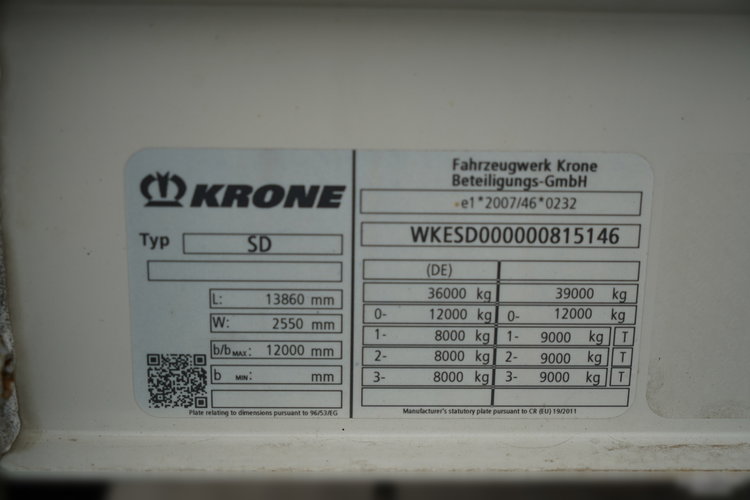 KRONE
Typ SD
L: 13860 mm
W: 2550 mm
b/b MAX: 12000 mm
b MIN: mm
Plate relating to dimensions pursuant to 96/53/EG
Fahrzeugwerk Krone
Beteiligungs-GmbH
e1*2007/46*0232
WKESD000000815146
(DE)
36000 kg 39000 kg
0- 12000 kg 0- 12000 kg
1- 8000 kg 1- 9000 kg T
2- 8000 kg 2- 9000 kg T
3- 8000 kg 3- 9000 kg T
Manufacturer's statutory plate pursuant to CR (EU) 19/2011